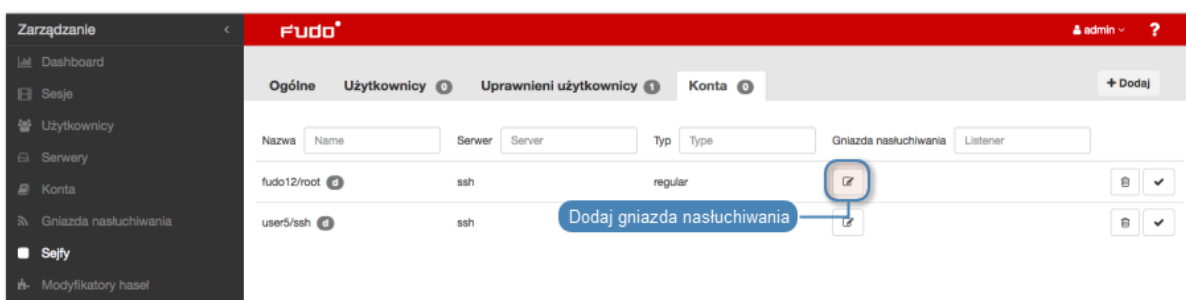 Zarządzanie
Fudo
admin
?
Dashboard
Sesje
Użytkownicy
Serwery
Konta
Gniazda nasłuchiwania
Sejfy
Modyfikatory haseł
Ogólne Użytkownicy 0 Uprawnieni użytkownicy 1 Konta 0
+ Dodaj
Nazwa Name Serwer Server Typ Type Gniazda nasłuchiwania Listener
fudo12/root d ssh regular
user5/ssh d ssh
Dodaj gniazda nasłuchiwania